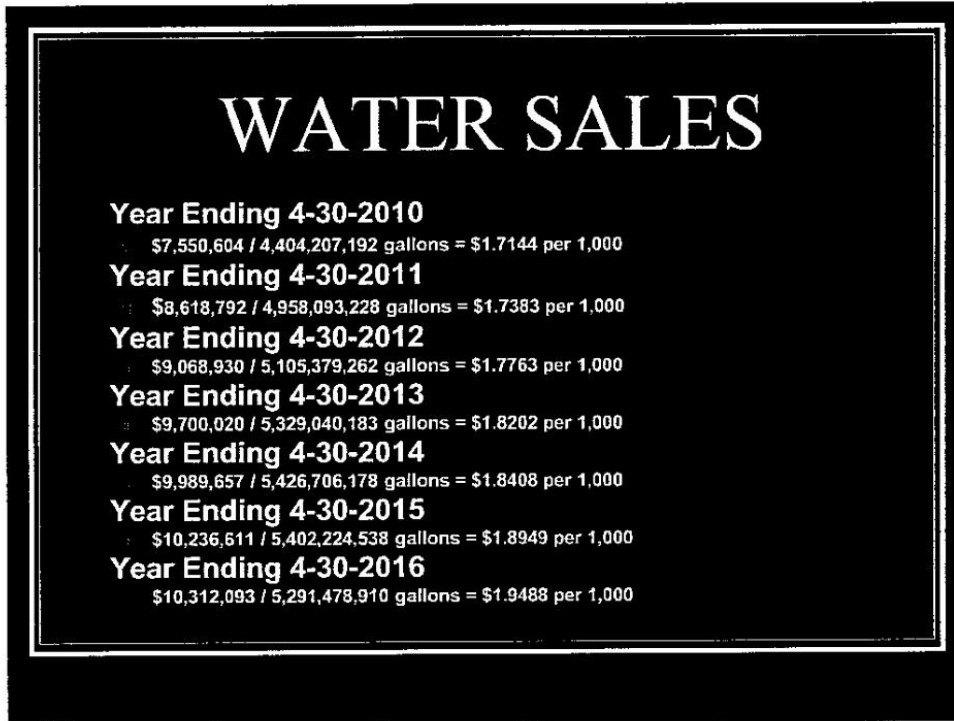 WATER SALES
Year Ending 4-30-2010
$7,550,604 / 4,404,207,192 gallons = $1.7144 per 1,000
Year Ending 4-30-2011
$8,618,792 / 4,958,093,228 gallons = $1.7383 per 1,000
Year Ending 4-30-2012
$9,068,930 / 5,105,379,262 gallons = $1.7763 per 1,000
Year Ending 4-30-2013
$9,700,020 / 5,329,040,183 gallons = $1.8202 per 1,000
Year Ending 4-30-2014
$9,989,657 / 5,426,706,178 gallons = $1.8408 per 1,000
Year Ending 4-30-2015
$10,236,611 / 5,402,224,538 gallons = $1.8949 per 1,000
Year Ending 4-30-2016
$10,312,093 / 5,291,478,910 gallons = $1.9488 per 1,000